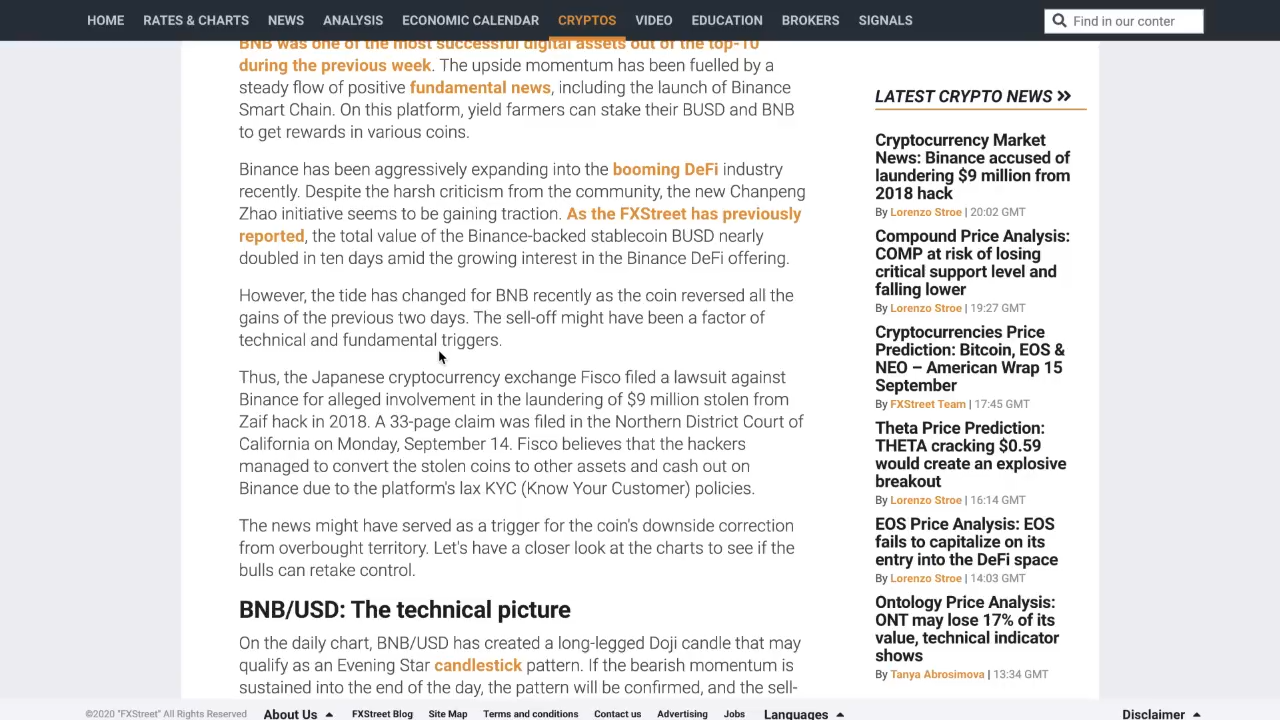 HOME RATES & CHARTS NEWS ANALYSIS ECONOMIC CALENDAR CRYPTOS VIDEO EDUCATION BROKERS SIGNALS
Find in our conter
BNB was one of the most successful digital assets out of the top-10
during the previous week. The upside momentum has been fuelled by a
steady flow of positive fundamental news, including the launch of Binance
Smart Chain. On this platform, yield farmers can stake their BUSD and BNB
to get rewards in various coins.
Binance has been aggressively expanding into the booming DeFi industry
recently. Despite the harsh criticism from the community, the new Chanpeng
Zhao initiative seems to be gaining traction. As the FXStreet has previously
reported, the total value of the Binance-backed stablecoin BUSD nearly
doubled in ten days amid the growing interest in the Binance DeFi offering.
However, the tide has changed for BNB recently as the coin reversed all the
gains of the previous two days. The sell-off might have been a factor of
technical and fundamental triggers.
Thus, the Japanese cryptocurrency exchange Fisco filed a lawsuit against
Binance for alleged involvement in the laundering of $9 million stolen from
Zaif hack in 2018. A 33-page claim was filed in the Northern District Court of
California on Monday, September 14. Fisco believes that the hackers
managed to convert the stolen coins to other assets and cash out on
Binance due to the platform's lax KYC (Know Your Customer) policies.
The news might have served as a trigger for the coin's downside correction
from overbought territory. Let's have a closer look at the charts to see if the
bulls can retake control.
BNB/USD: The technical picture
On the daily chart, BNB/USD has created a long-legged Doji candle that may
qualify as an Evening Star candlestick pattern. If the bearish momentum is
sustained into the end of the day, the pattern will be confirmed, and the sell-
LATEST CRYPTO NEWS
Cryptocurrency Market
News: Binance accused of
laundering $9 million from
2018 hack
By Lorenzo Stroe | 20:02 GMT
Compound Price Analysis:
COMP at risk of losing
critical support level and
falling lower
By Lorenzo Stroe | 19:27 GMT
Cryptocurrencies Price
Prediction: Bitcoin, EOS &
NEO – American Wrap 15
September
By FXStreet Team | 17:45 GMT
Theta Price Prediction:
THETA cracking $0.59
would create an explosive
breakout
By Lorenzo Stroe | 16:14 GMT
EOS Price Analysis: EOS
fails to capitalize on its
entry into the DeFi space
By Lorenzo Stroe | 14:03 GMT
Ontology Price Analysis:
ONT may lose 17% of its
value, technical indicator
shows
By Tanya Abrosimova | 13:34 GMT
©2020 "FXStreet" All Rights Reserved About Us FXStreet Blog Site Map Terms and conditions Contact us Advertising Jobs Languages Disclaimer